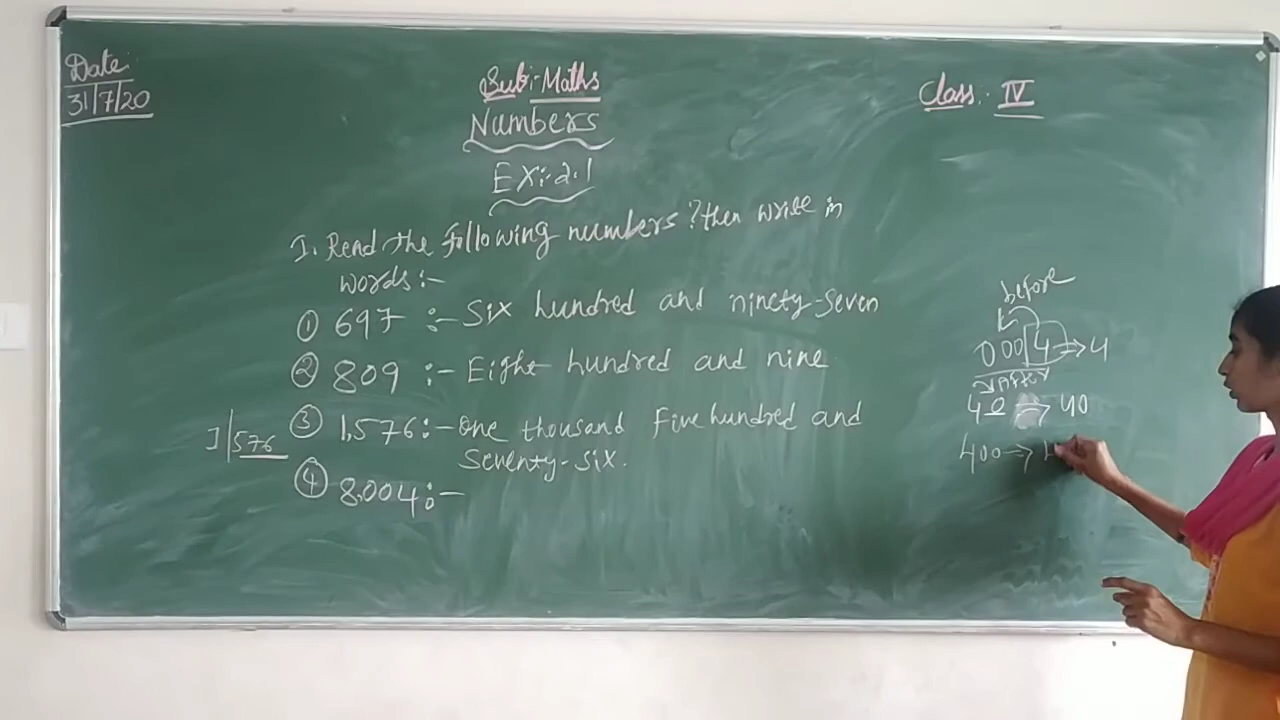 Date:
31/7/20
Sub:-Maths
Numbers
Ex:-2.1
Class: IV
I. Read the following numbers? then write in
words:-
① 697 :- Six hundred and ninety-seven
② 809 :- Eight hundred and nine
③ 1,576:- One thousand five hundred and
seventy-six.
1/576
④ 8,004:-
before
0004→4
After
40→40
400→